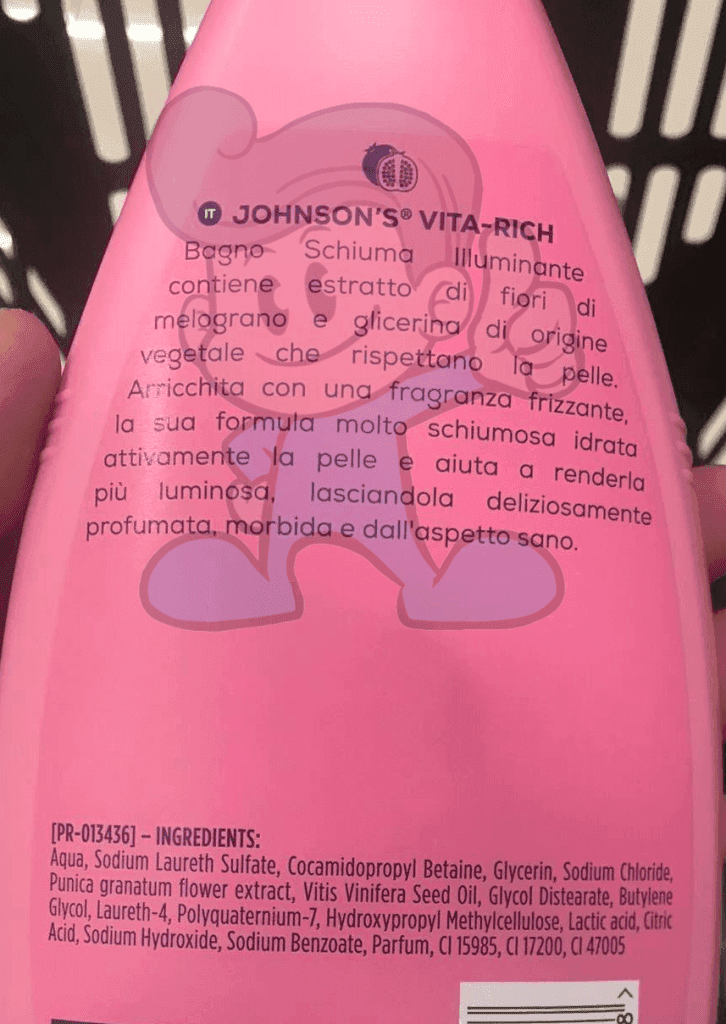 IT JOHNSON'S® VITA-RICH
Bagno Schiuma Illuminante
contiene estratto di fiori di
melograno e glicerina di origine
vegetale che rispettano la pelle.
Arricchita con una fragranza frizzante,
la sua formula molto schiumosa idrata
attivamente la pelle e aiuta a renderla
più luminosa, lasciandola deliziosamente
profumata, morbida e dall'aspetto sano.
[PR-013436] – INGREDIENTS:
Aqua, Sodium Laureth Sulfate, Cocamidopropyl Betaine, Glycerin, Sodium Chloride,
Punica granatum flower extract, Vitis Vinifera Seed Oil, Glycol Distearate, Butylene
Glycol, Laureth-4, Polyquaternium-7, Hydroxypropyl Methylcellulose, Lactic acid, Citric
Acid, Sodium Hydroxide, Sodium Benzoate, Parfum, CI 15985, CI 17200, CI 47005